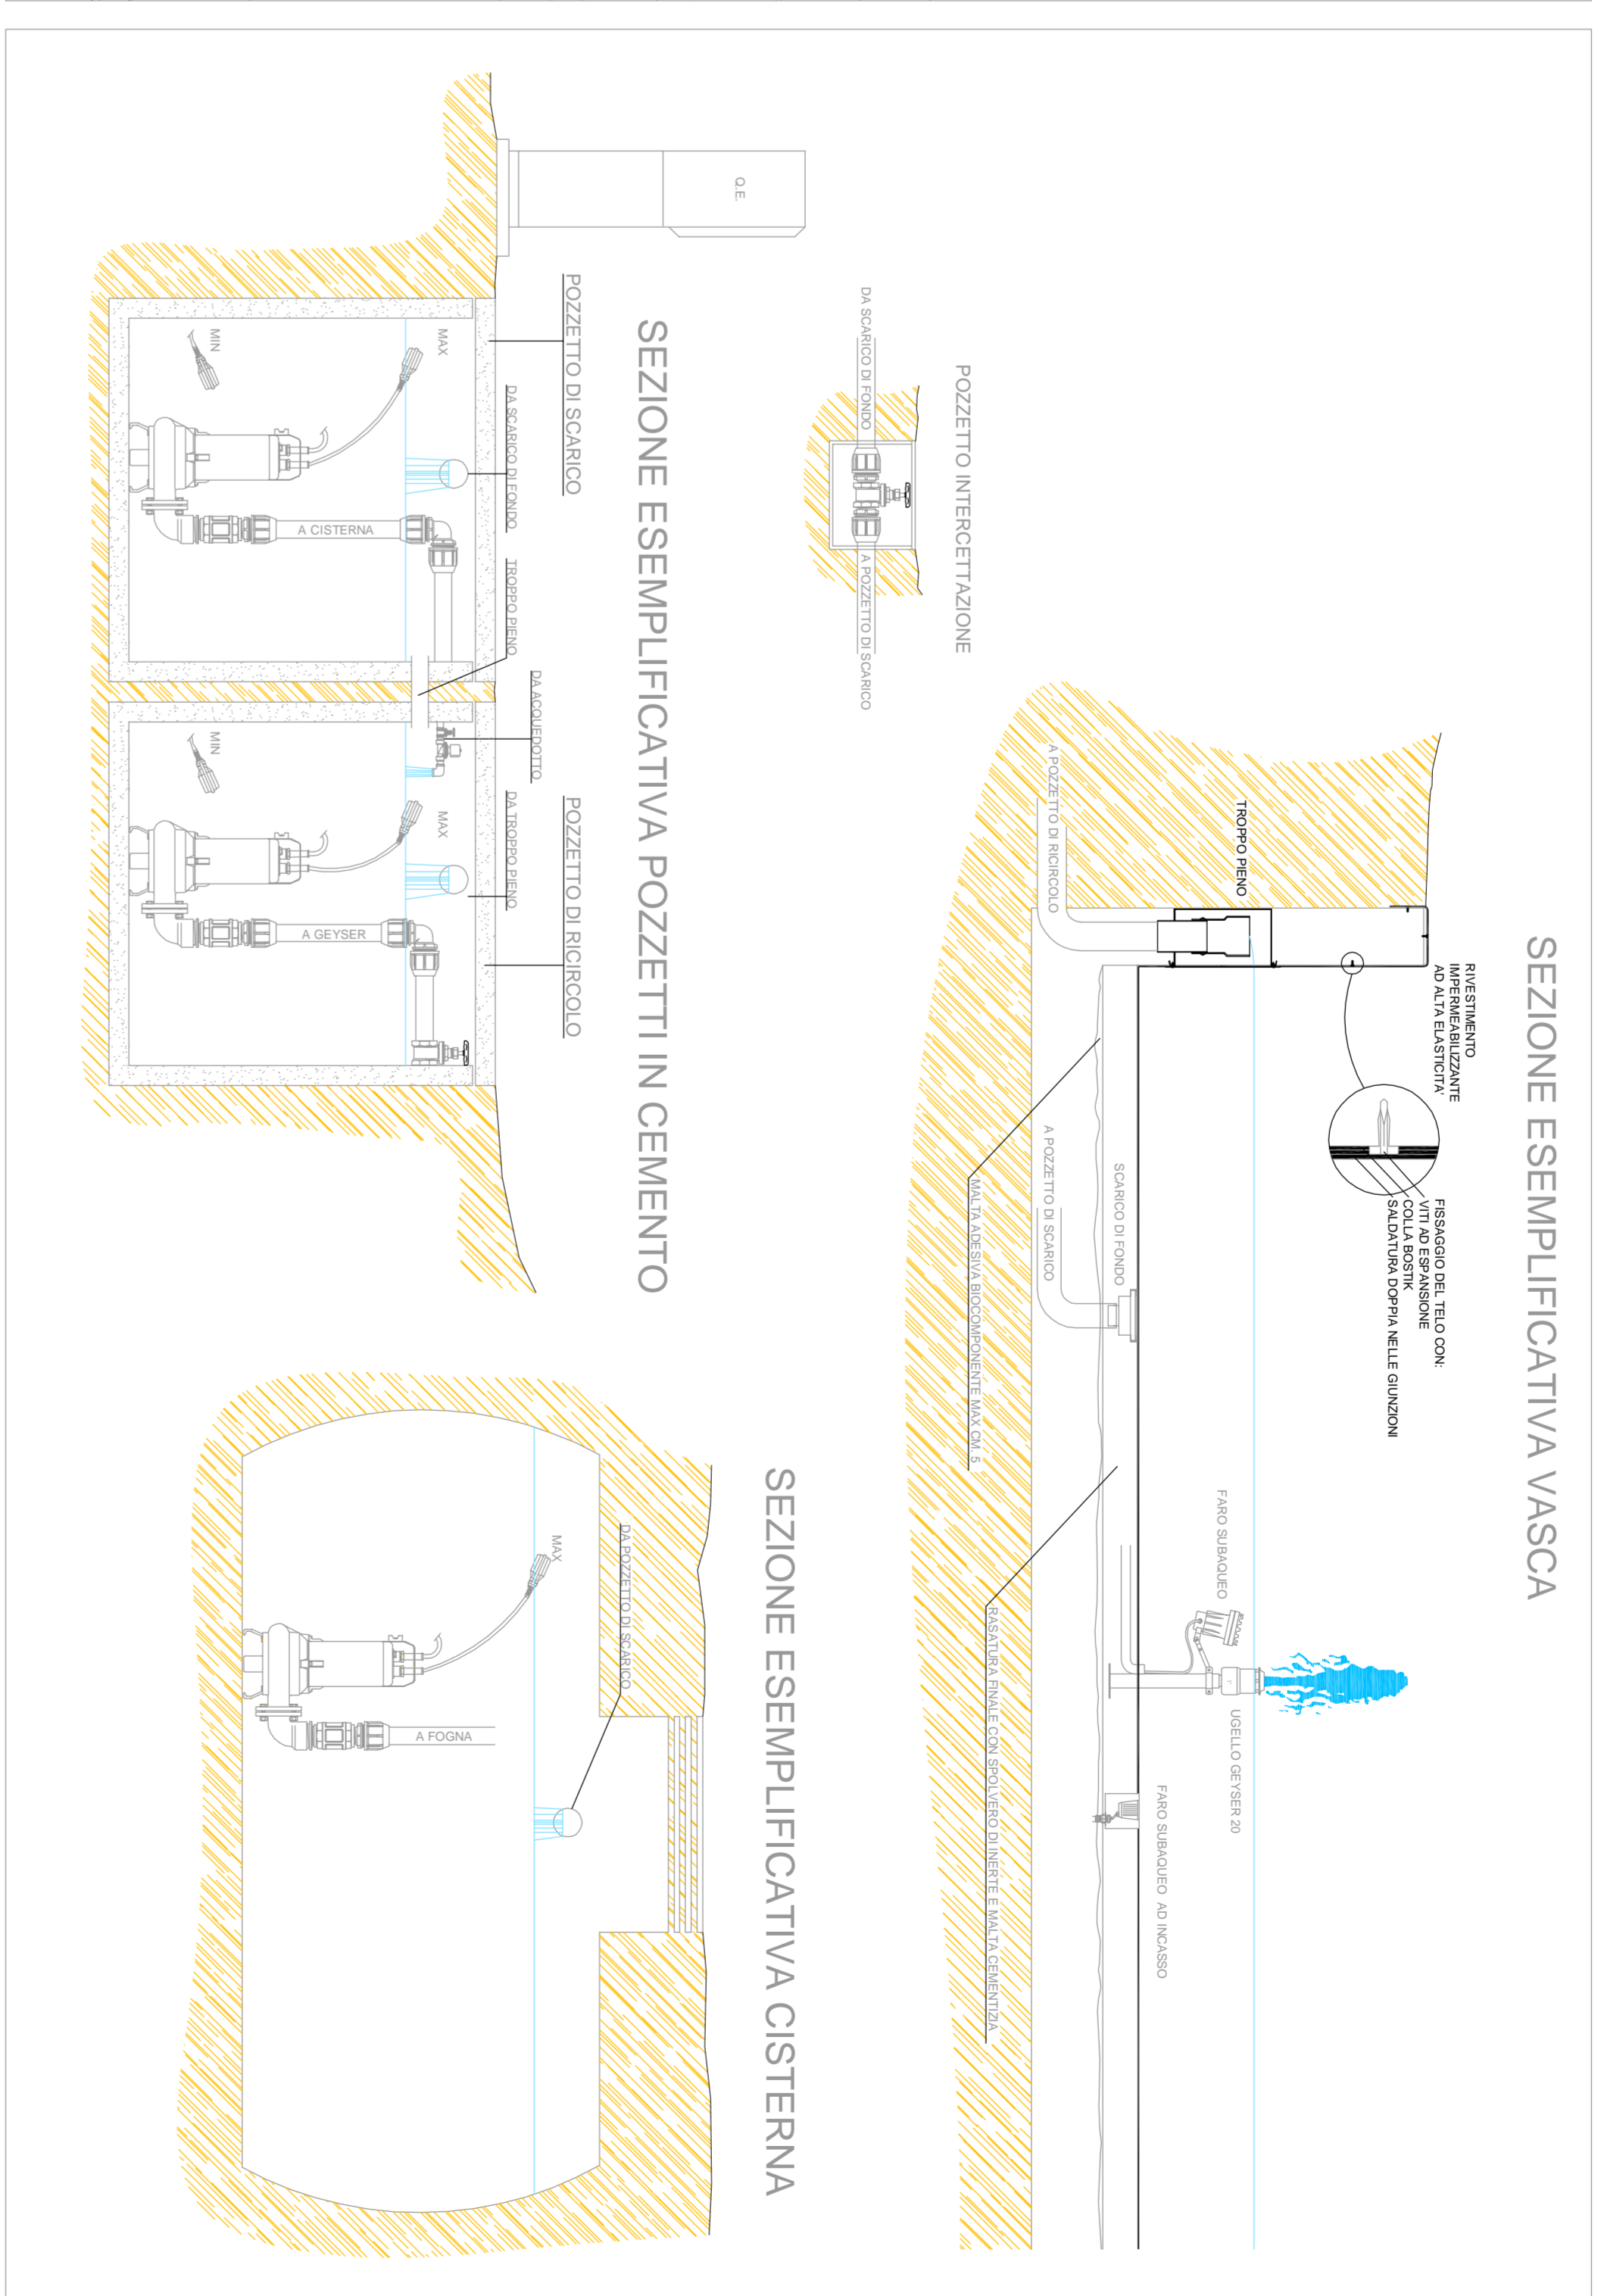 SEZIONE ESEMPLIFICATIVA VASCA
RIVESTIMENTO
IMPERMEABILIZZANTE
AD ALTA ELASTICITA'
FISSAGGIO DEL TELO CON:
VITI AD ESPANSIONE
COLLA BOSTIK
SALDATURA DOPPIA NELLE GIUNZIONI
TROPPO PIENO
FARO SUBAQUEO
UGELLO GEYSER 20
FARO SUBAQUEO AD INCASSO
SCARICO DI FONDO
A POZZETTO DI RICIRCOLO
A POZZETTO DI SCARICO
MALTA ADESIVA BIOCOMPONENTE MAX CM. 5
RASATURA FINALE CON SPOLVERO DI INERTE E MALTA CEMENTIZIA
POZZETTO INTERCETTAZIONE
DA SCARICO DI FONDO
A POZZETTO DI SCARICO
Q.E.
SEZIONE ESEMPLIFICATIVA POZZETTI IN CEMENTO
POZZETTO DI SCARICO
POZZETTO DI RICIRCOLO
DA ACQUEDOTTO
DA SCARICO DI FONDO
TROPPO PIENO
DA TROPPO PIENO
MAX
MAX
A CISTERNA
A GEYSER
MIN
MIN
SEZIONE ESEMPLIFICATIVA CISTERNA
DA POZZETTO DI SCARICO
MAX
A FOGNA